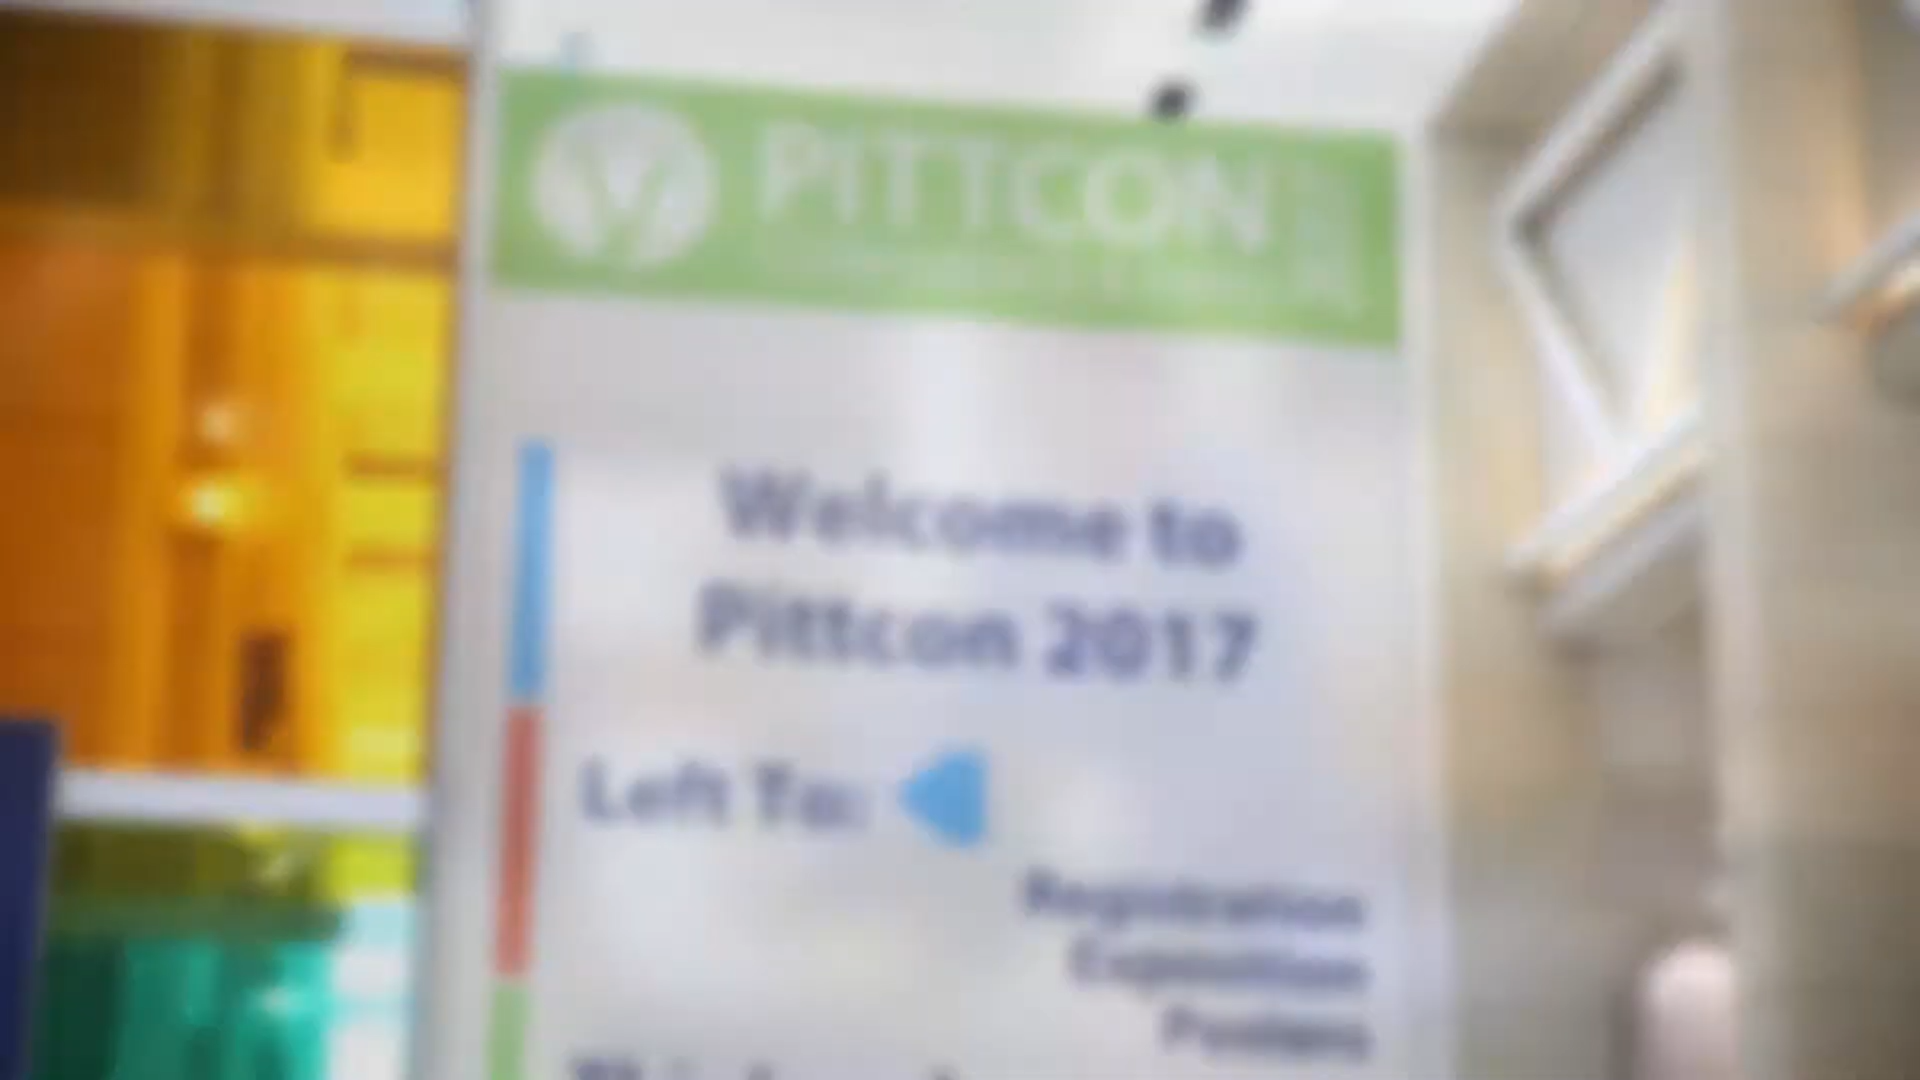 PITTCON
Welcome to
Pittcon 2017
Left To:
Registration
Exposition
Posters